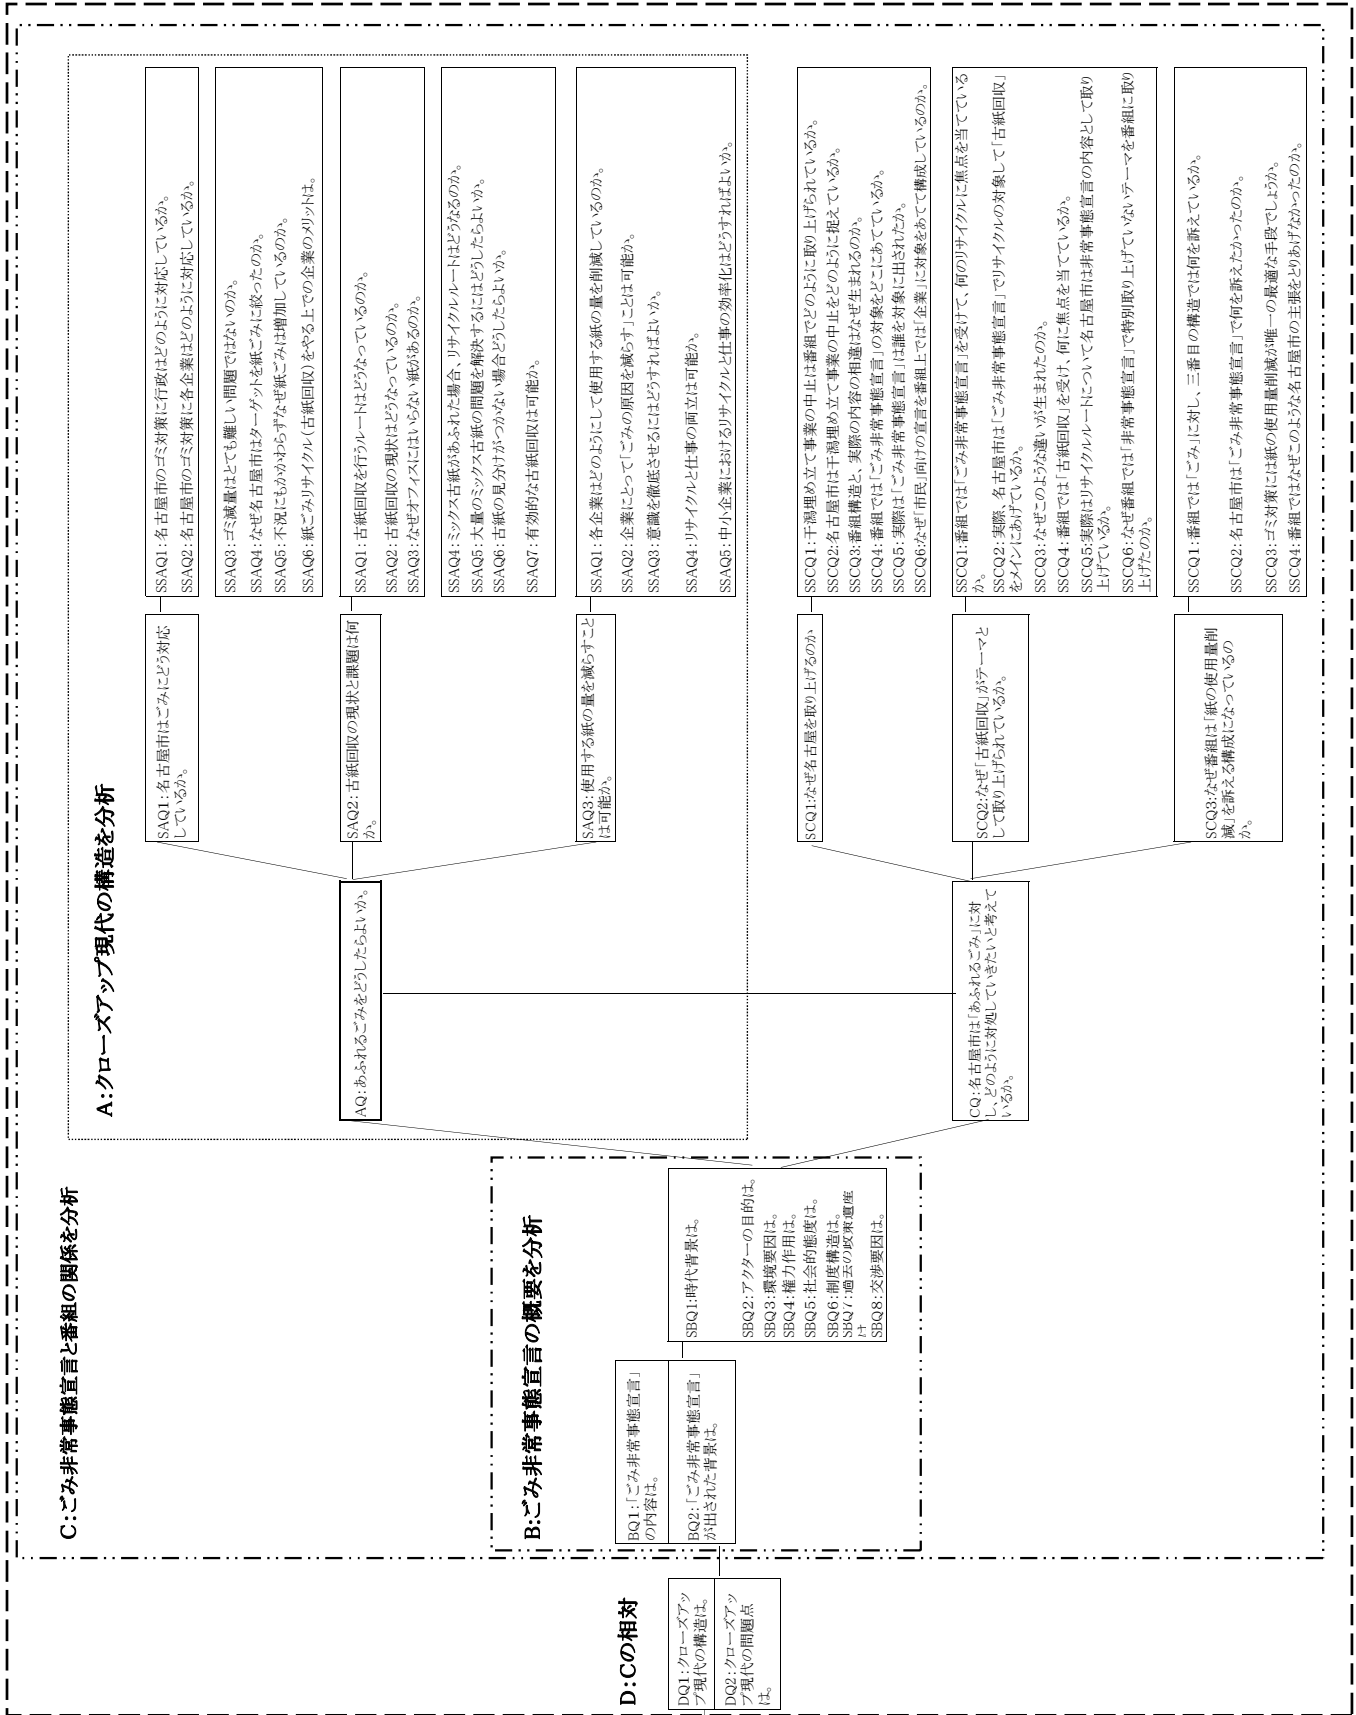 C:ごみ非常事態宣言と番組の関係を分析
A:クローズアップ現代の構造を分析
SSAQ1:名古屋市のゴミ対策に行政はどのように対応しているか。
SSAQ2:名古屋市のゴミ対策に各企業はどのように対応しているか。
SSAQ3:ゴミ減量はとても難しい問題ではないのか。
SSAQ4:なぜ名古屋市はターゲットを紙ごみに絞ったのか。
SSAQ5:不況にもかかわらずなぜ紙ごみは増加しているのか。
SSAQ6:紙ごみリサイクル(古紙回収)をやる上での企業のメリットは。
SAQ1:名古屋市はごみにどう対応
しているか。
SSAQ1:古紙回収を行うルートはどうなっているのか。
SSAQ2:古紙回収の現状はどうなっているのか。
SSAQ3:なぜオフィスにはいらない紙があるのか。
SSAQ4:ミックス古紙があふれた場合、リサイクルルートはどうなるのか。
SSAQ5:大量のミックス古紙の問題を解決するにはどうしたらよいか。
SSAQ6:古紙の見分けがつかない場合どうしたらよいか。
SSAQ7:有効的な古紙回収は可能か。
SAQ2:古紙回収の現状と課題は何
か。
SSAQ1:各企業はどのようにして使用する紙の量を削減しているのか。
SSAQ2:企業にとって「ごみの原因を減らす」ことは可能か。
SSAQ3:意識を徹底させるにはどうすればよいか。
SSAQ4:リサイクルと仕事の両立は可能か。
SSAQ5:中小企業におけるリサイクルと仕事の効率化はどうすればよいか。
SAQ3:使用する紙の量を減らすこと
は可能か。
AQ:あふれるごみをどうしたらよいか。
SSCQ1:干潟埋め立て事業の中止は番組でどのように取り上げられているか。
SSCQ2:名古屋市は干潟埋め立て事業の中止をどのように捉えているか。
SSCQ3:番組構造と、実際の内容の相違はなぜ生まれるのか。
SSCQ4:番組では「ごみ非常事態宣言」の対象をどこにあてているか。
SSCQ5:実際は「ごみ非常事態宣言」は誰を対象に出されたか。
SSCQ6:なぜ「市民」向けの宣言を番組上では「企業」に対象をあてて構成しているのか。
SCQ1:なぜ名古屋を取り上げるのか
SSCQ1:番組では「ごみ非常事態宣言」を受けて、何のリサイクルに焦点を当てている
か。
SSCQ2:実際、名古屋市は「ごみ非常事態宣言」でリサイクルの対象して「古紙回収」
をメインにあげているか。
SSCQ3:なぜこのような違いが生まれたのか。
SSCQ4:番組では「古紙回収」を受け、何に焦点を当てているか。
SSCQ5:実際はリサイクルルートについて名古屋市は非常事態宣言の内容として取り
上げているか。
SSCQ6:なぜ番組では「非常事態宣言」で特別取り上げていないテーマを番組に取り
上げたのか。
SCQ2:なぜ「古紙回収」がテーマと
して取り上げられているか。
SSCQ1:番組では「ごみ」に対し、三番目の構造では何を訴えているか。
SSCQ2:名古屋市は「ごみ非常事態宣言」で何を訴えたかったのか。
SSCQ3:ゴミ対策には紙の使用量削減が唯一の最適な手段でしょうか。
SSCQ4:番組ではなぜこのような名古屋市の主張をとりあげなかったのか。
SCQ3:なぜ番組は「紙の使用量削
減」を訴える構成になっているの
か。
CQ:名古屋市は「あふれるごみ」に対
し、どのように対処していきたいと考えて
いるか。
B:ごみ非常事態宣言の概要を分析
BQ1:「ごみ非常事態宣言」
の内容は。
BQ2:「ごみ非常事態宣言」
が出された背景は。
SBQ1:時代背景は。
SBQ2:アクターの目的は。
SBQ3:環境要因は。
SBQ4:権力作用は。
SBQ5:社会的態度は。
SBQ6:制度構造は。
SBQ7:過去の政策遺産
は
SBQ8:交渉要因は。
D:Cの相対
DQ1:クローズアッ
プ現代の構造は。
DQ2:クローズアッ
プ現代の問題点
は。